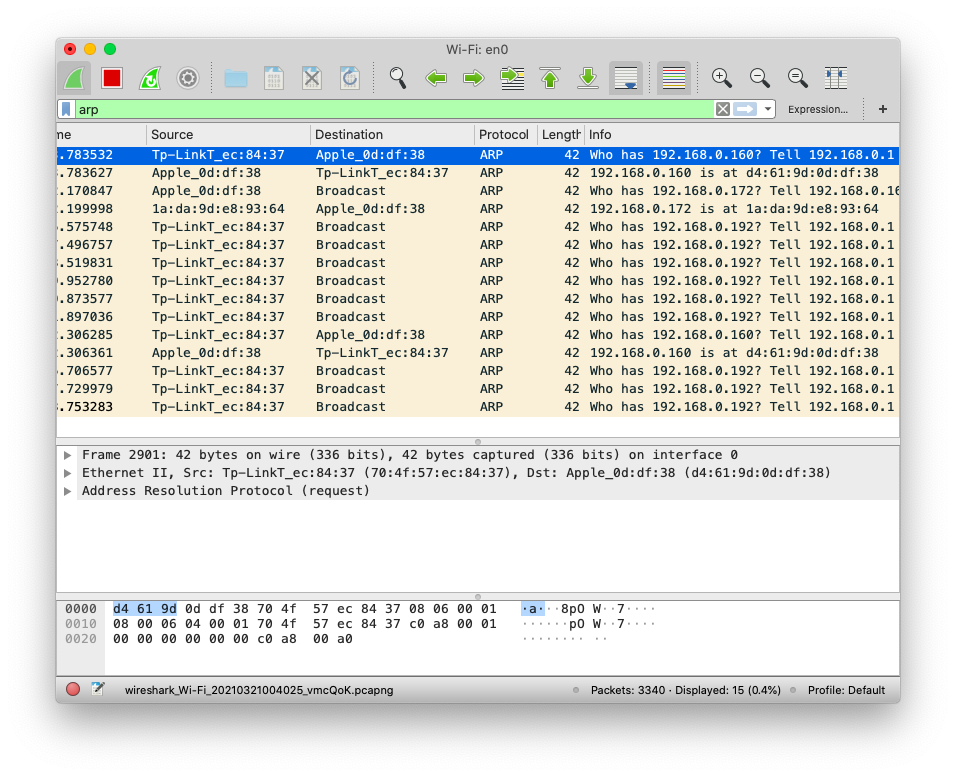 Wi-Fi: en0
arp Expression... +
me Source Destination Protocol Length Info
.783532 Tp-LinkT_ec:84:37 Apple_0d:df:38 ARP 42 Who has 192.168.0.160? Tell 192.168.0.1
.783627 Apple_0d:df:38 Tp-LinkT_ec:84:37 ARP 42 192.168.0.160 is at d4:61:9d:0d:df:38
.170847 Apple_0d:df:38 Broadcast ARP 42 Who has 192.168.0.172? Tell 192.168.0.16
.199998 1a:da:9d:e8:93:64 Apple_0d:df:38 ARP 42 192.168.0.172 is at 1a:da:9d:e8:93:64
.575748 Tp-LinkT_ec:84:37 Broadcast ARP 42 Who has 192.168.0.192? Tell 192.168.0.1
.496757 Tp-LinkT_ec:84:37 Broadcast ARP 42 Who has 192.168.0.192? Tell 192.168.0.1
.519831 Tp-LinkT_ec:84:37 Broadcast ARP 42 Who has 192.168.0.192? Tell 192.168.0.1
.952780 Tp-LinkT_ec:84:37 Broadcast ARP 42 Who has 192.168.0.192? Tell 192.168.0.1
.873577 Tp-LinkT_ec:84:37 Broadcast ARP 42 Who has 192.168.0.192? Tell 192.168.0.1
.897036 Tp-LinkT_ec:84:37 Broadcast ARP 42 Who has 192.168.0.192? Tell 192.168.0.1
.306285 Tp-LinkT_ec:84:37 Apple_0d:df:38 ARP 42 Who has 192.168.0.160? Tell 192.168.0.1
.306361 Apple_0d:df:38 Tp-LinkT_ec:84:37 ARP 42 192.168.0.160 is at d4:61:9d:0d:df:38
.706577 Tp-LinkT_ec:84:37 Broadcast ARP 42 Who has 192.168.0.192? Tell 192.168.0.1
.729979 Tp-LinkT_ec:84:37 Broadcast ARP 42 Who has 192.168.0.192? Tell 192.168.0.1
.753283 Tp-LinkT_ec:84:37 Broadcast ARP 42 Who has 192.168.0.192? Tell 192.168.0.1
Frame 2901: 42 bytes on wire (336 bits), 42 bytes captured (336 bits) on interface 0
Ethernet II, Src: Tp-LinkT_ec:84:37 (70:4f:57:ec:84:37), Dst: Apple_0d:df:38 (d4:61:9d:0d:df:38)
Address Resolution Protocol (request)
0000 d4 61 9d 0d df 38 70 4f 57 ec 84 37 08 06 00 01 ·a···8pO W··7····
0010 08 00 06 04 00 01 70 4f 57 ec 84 37 c0 a8 00 01 ······pO W··7····
0020 00 00 00 00 00 00 c0 a8 00 a0 ········ ··
wireshark_Wi-Fi_20210321004025_vmcQoK.pcapng Packets: 3340 · Displayed: 15 (0.4%) Profile: Default